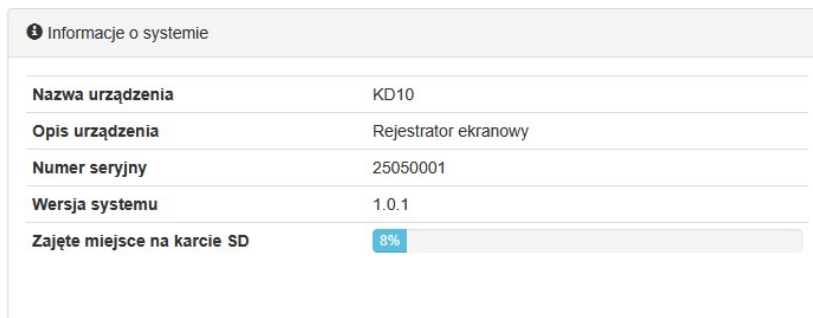 Informacje o systemie
Nazwa urządzenia KD10
Opis urządzenia Rejestrator ekranowy
Numer seryjny 25050001
Wersja systemu 1.0.1
Zajęte miejsce na karcie SD 8%